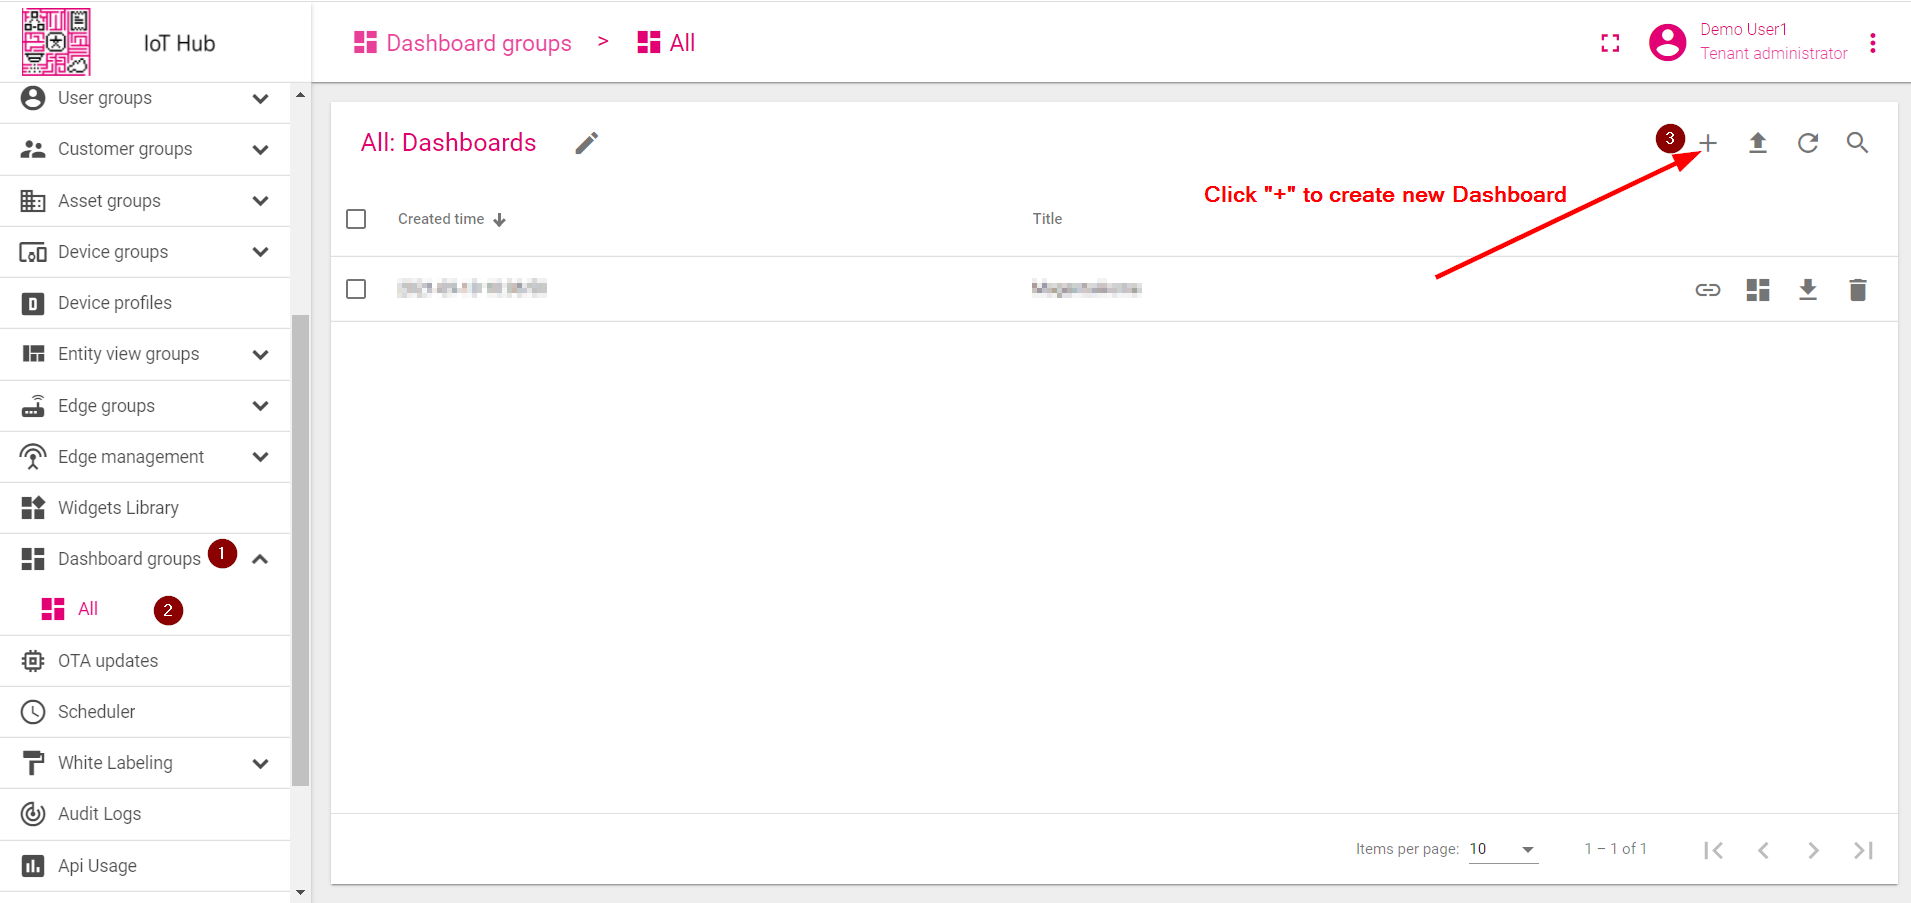 IoT Hub
Dashboard groups > All
Demo User1
Tenant administrator
User groups
Customer groups
Asset groups
Device groups
Device profiles
Entity view groups
Edge groups
Edge management
Widgets Library
Dashboard groups 1
All 2
OTA updates
Scheduler
White Labeling
Audit Logs
Api Usage
All: Dashboards
3
Click "+" to create new Dashboard
Created time Title
Items per page: 10 1 – 1 of 1